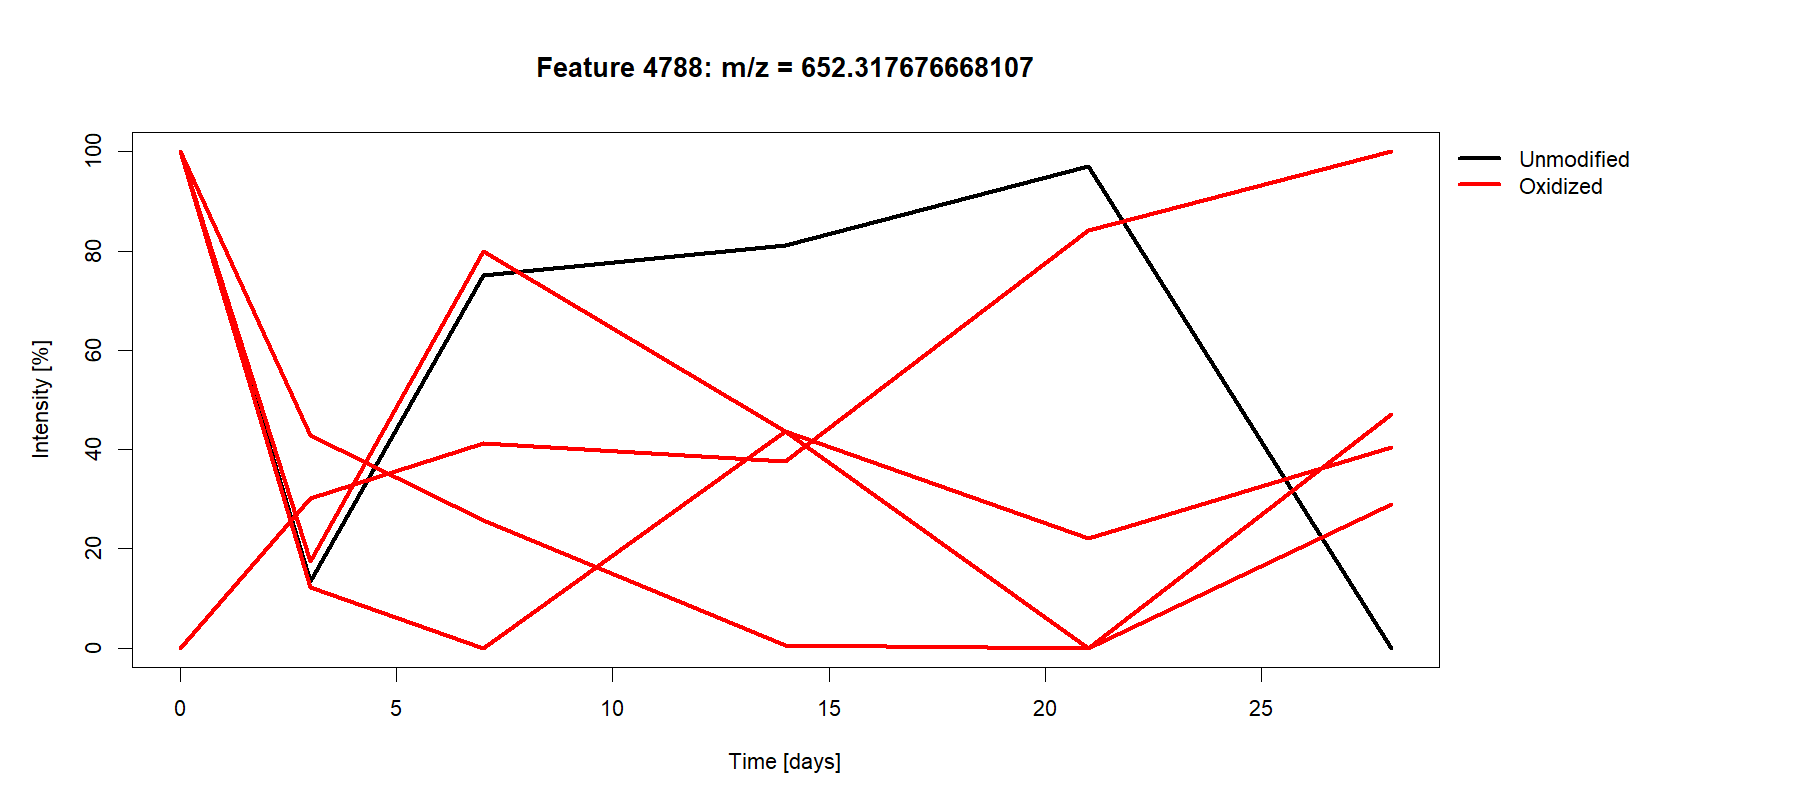 Feature 4788: m/z = 652.317676668107
Unmodified
Oxidized
Intensity [%]
100
80
60
40
20
0
0 5 10 15 20 25
Time [days]